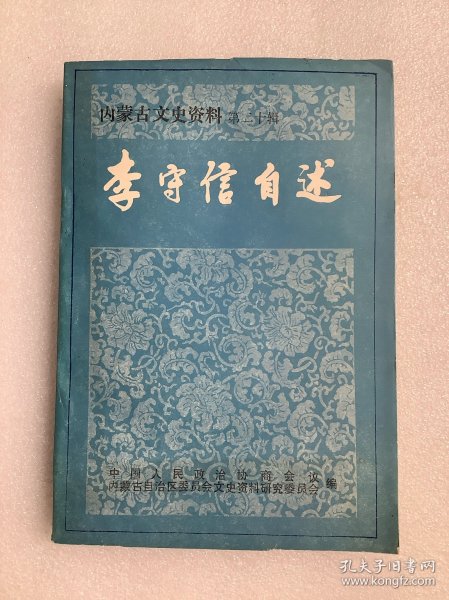 内蒙古文史资料 第二十辑
李守信自述
中国人民政治协商会议
内蒙古自治区委员会文史资料研究委员会 编
孔夫子旧书网
www.kongfz.com